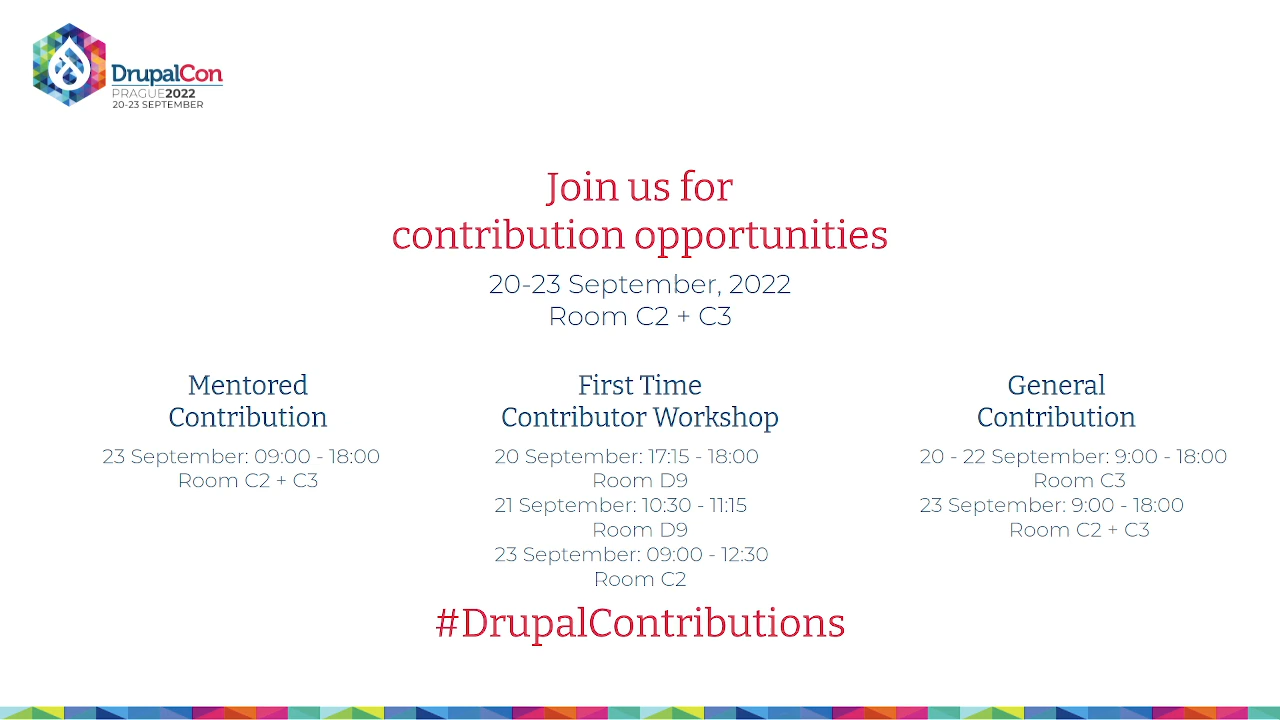 DrupalCon
PRAGUE2022
20-23 SEPTEMBER
Join us for
contribution opportunities
20-23 September, 2022
Room C2 + C3
Mentored
Contribution
23 September: 09:00 - 18:00
Room C2 + C3
First Time
Contributor Workshop
20 September: 17:15 - 18:00
Room D9
21 September: 10:30 - 11:15
Room D9
23 September: 09:00 - 12:30
Room C2
General
Contribution
20 - 22 September: 9:00 - 18:00
Room C3
23 September: 9:00 - 18:00
Room C2 + C3
#DrupalContributions